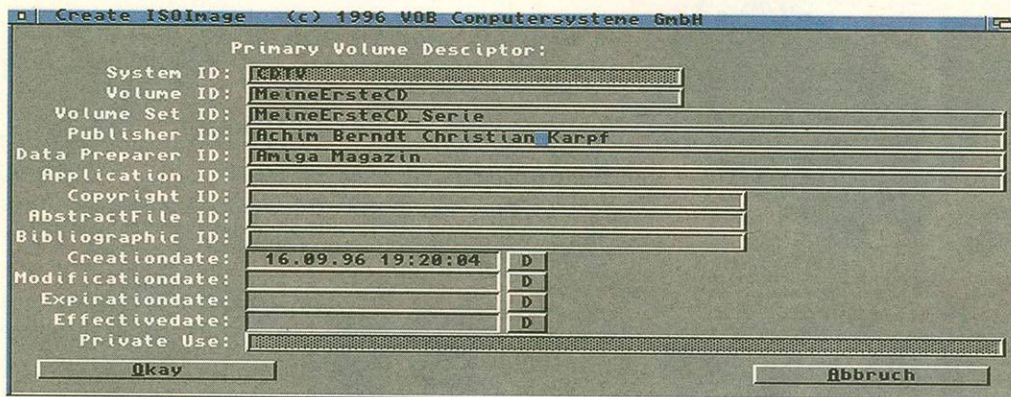 Create ISOImage (c) 1996 VOB Computersysteme GmbH
Primary Volume Desciptor:
System ID: CDTV
Volume ID: MeineErsteCD
Volume Set ID: MeineErsteCD_Serie
Publisher ID: Achim Berndt Christian Karpf
Data Preparer ID: Amiga Magazin
Application ID:
Copyright ID:
AbstractFile ID:
Bibliographic ID:
Creationdate: 16.09.96 19:20:04 D
Modificationdate: D
Expirationdate: D
Effectivedate: D
Private Use:
Okay Abbruch